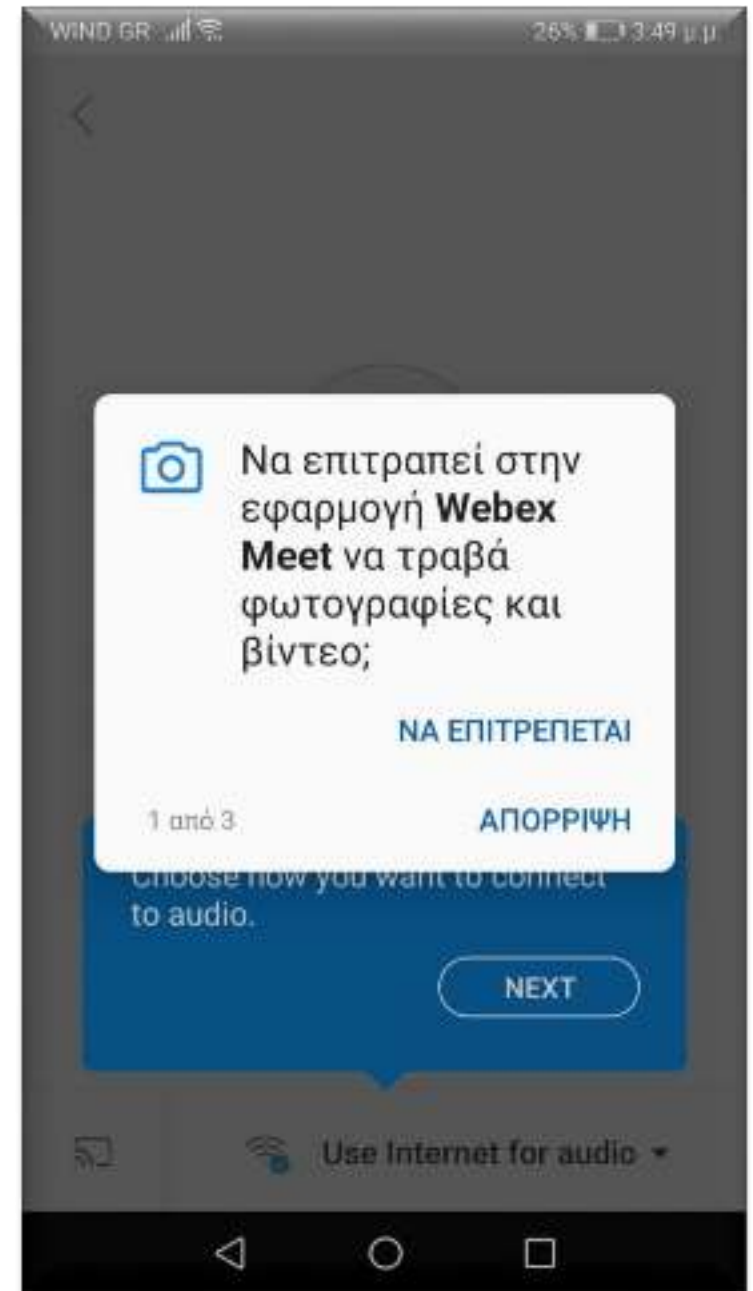 WIND GR 26% 3:49 μ.μ.
Να επιτραπεί στην
εφαρμογή Webex
Meet να τραβά
φωτογραφίες και
βίντεο;
ΝΑ ΕΠΙΤΡΕΠΕΤΑΙ
1 από 3 ΑΠΟΡΡΙΨΗ
Choose how you want to connect
to audio.
NEXT
Use Internet for audio